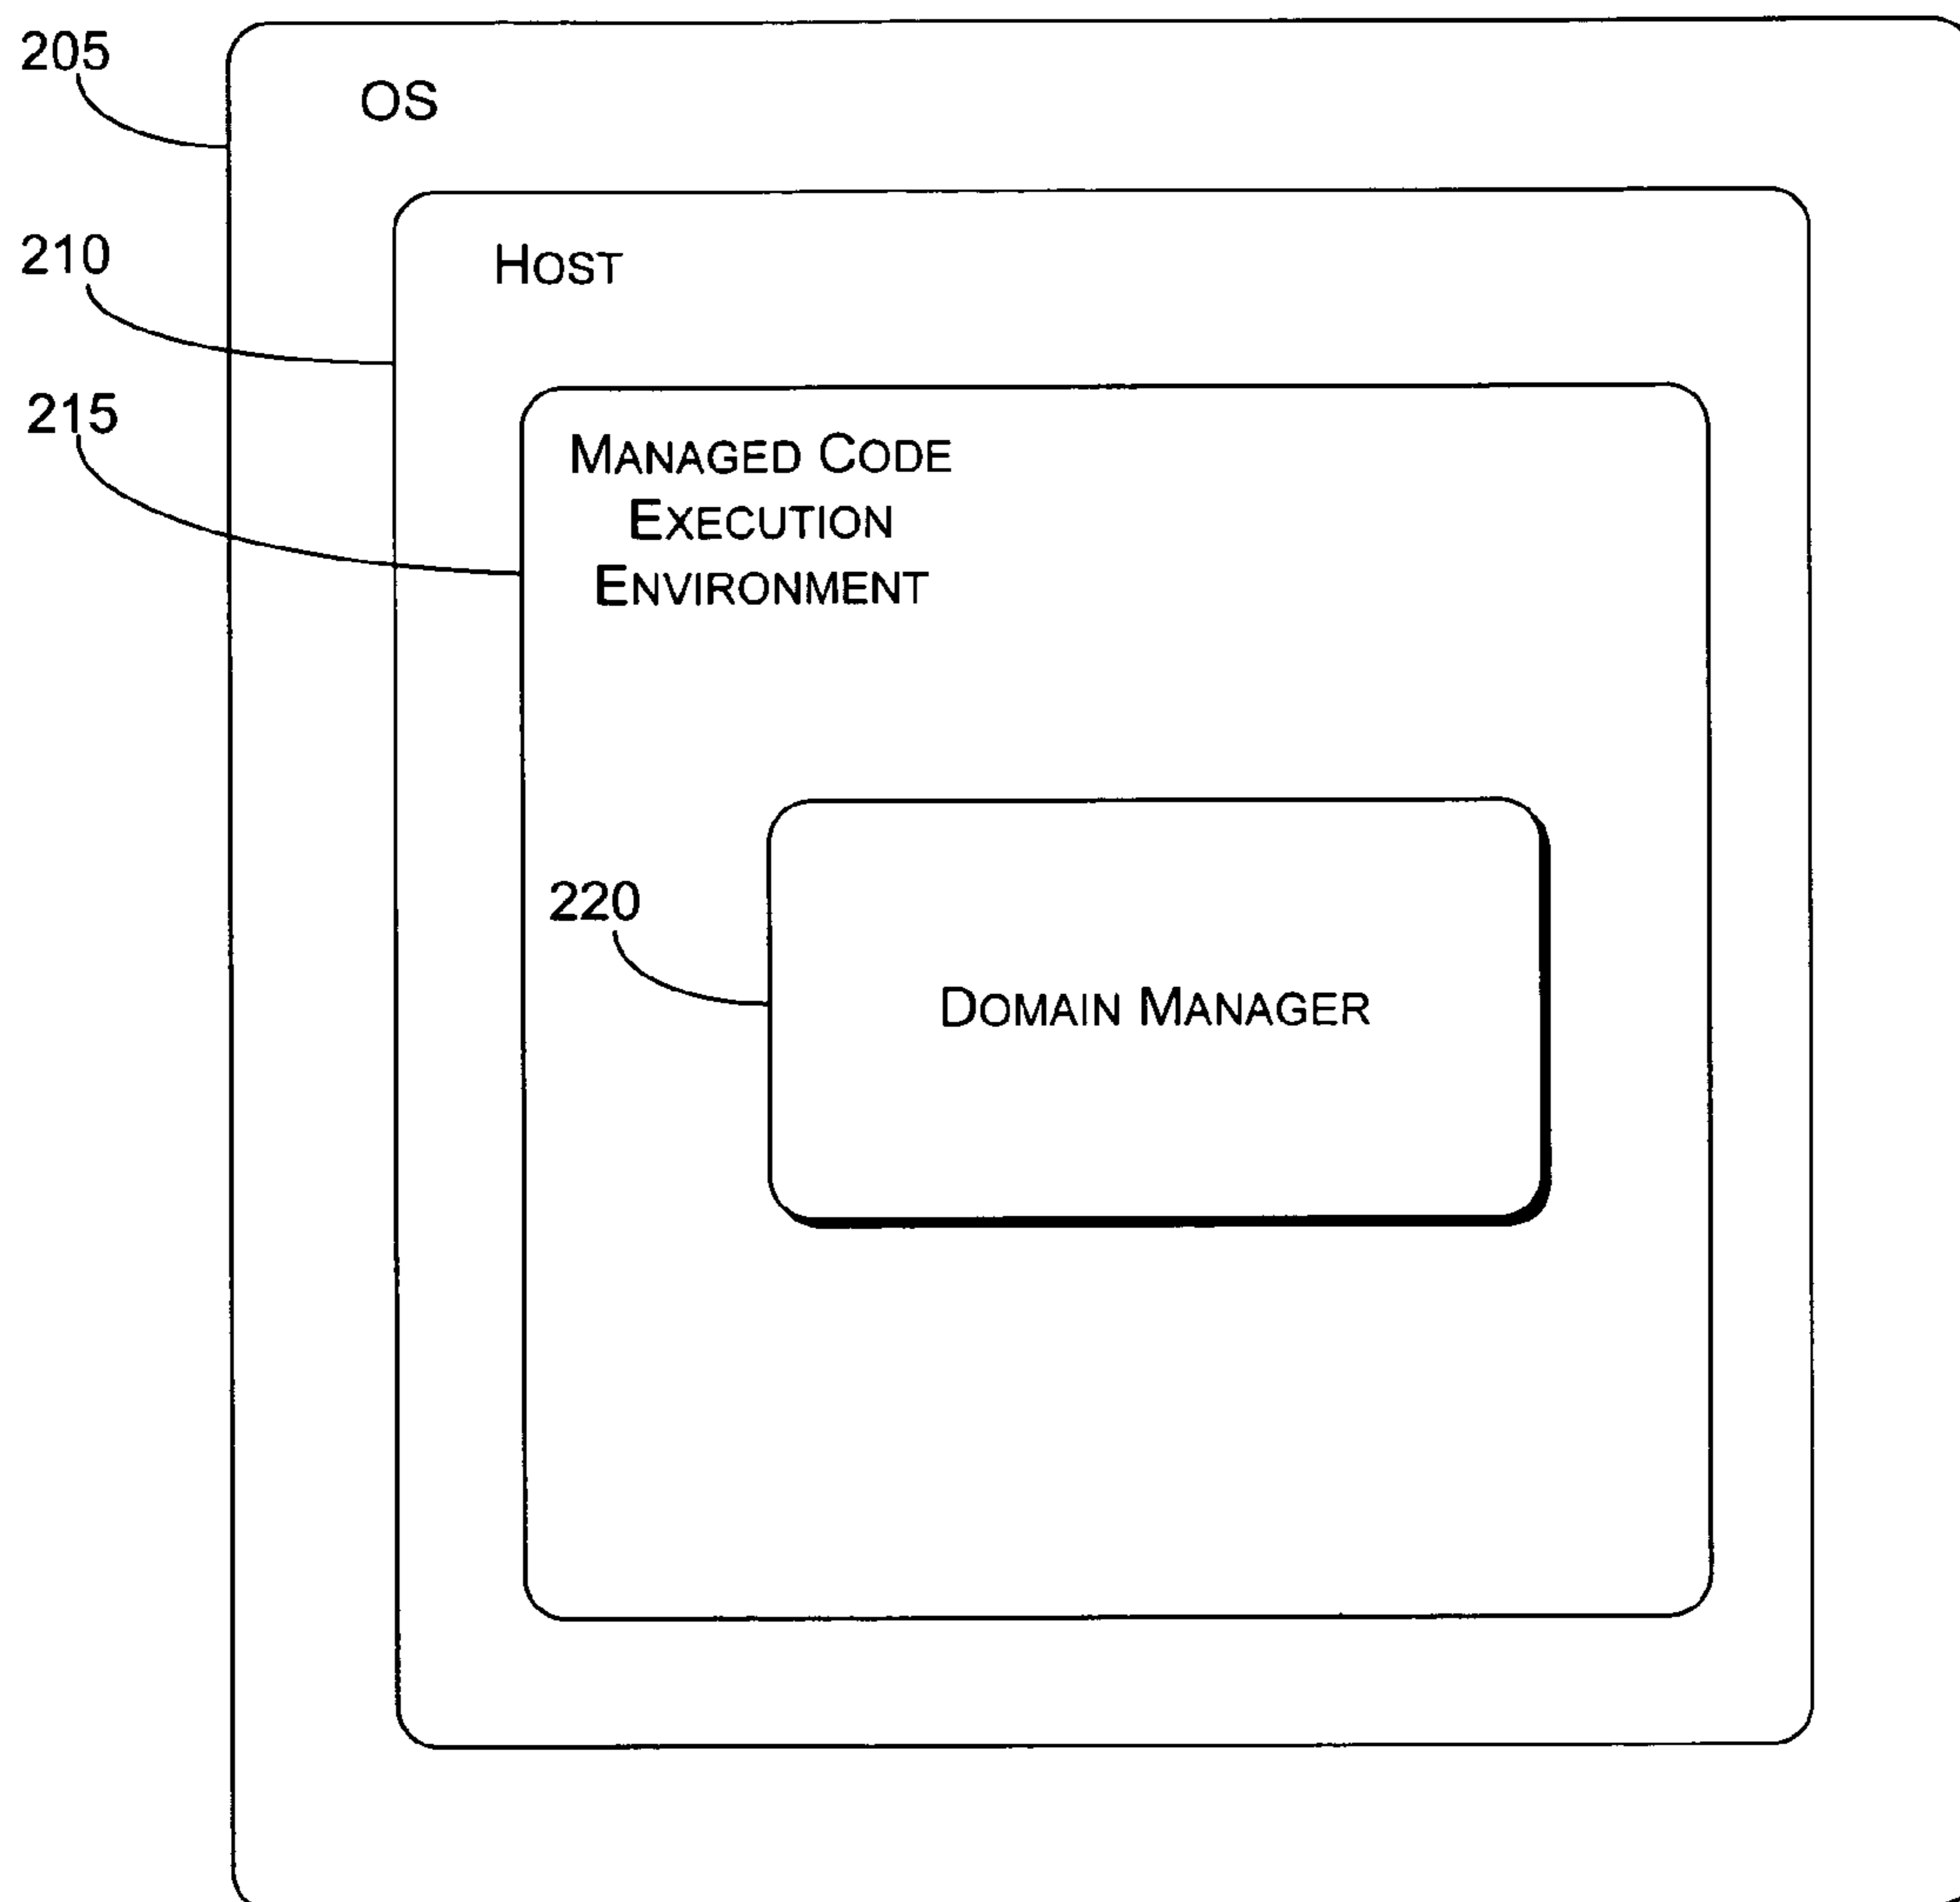 205
OS
210
HOST
215
MANAGED CODE
EXECUTION
ENVIRONMENT
220
DOMAIN MANAGER